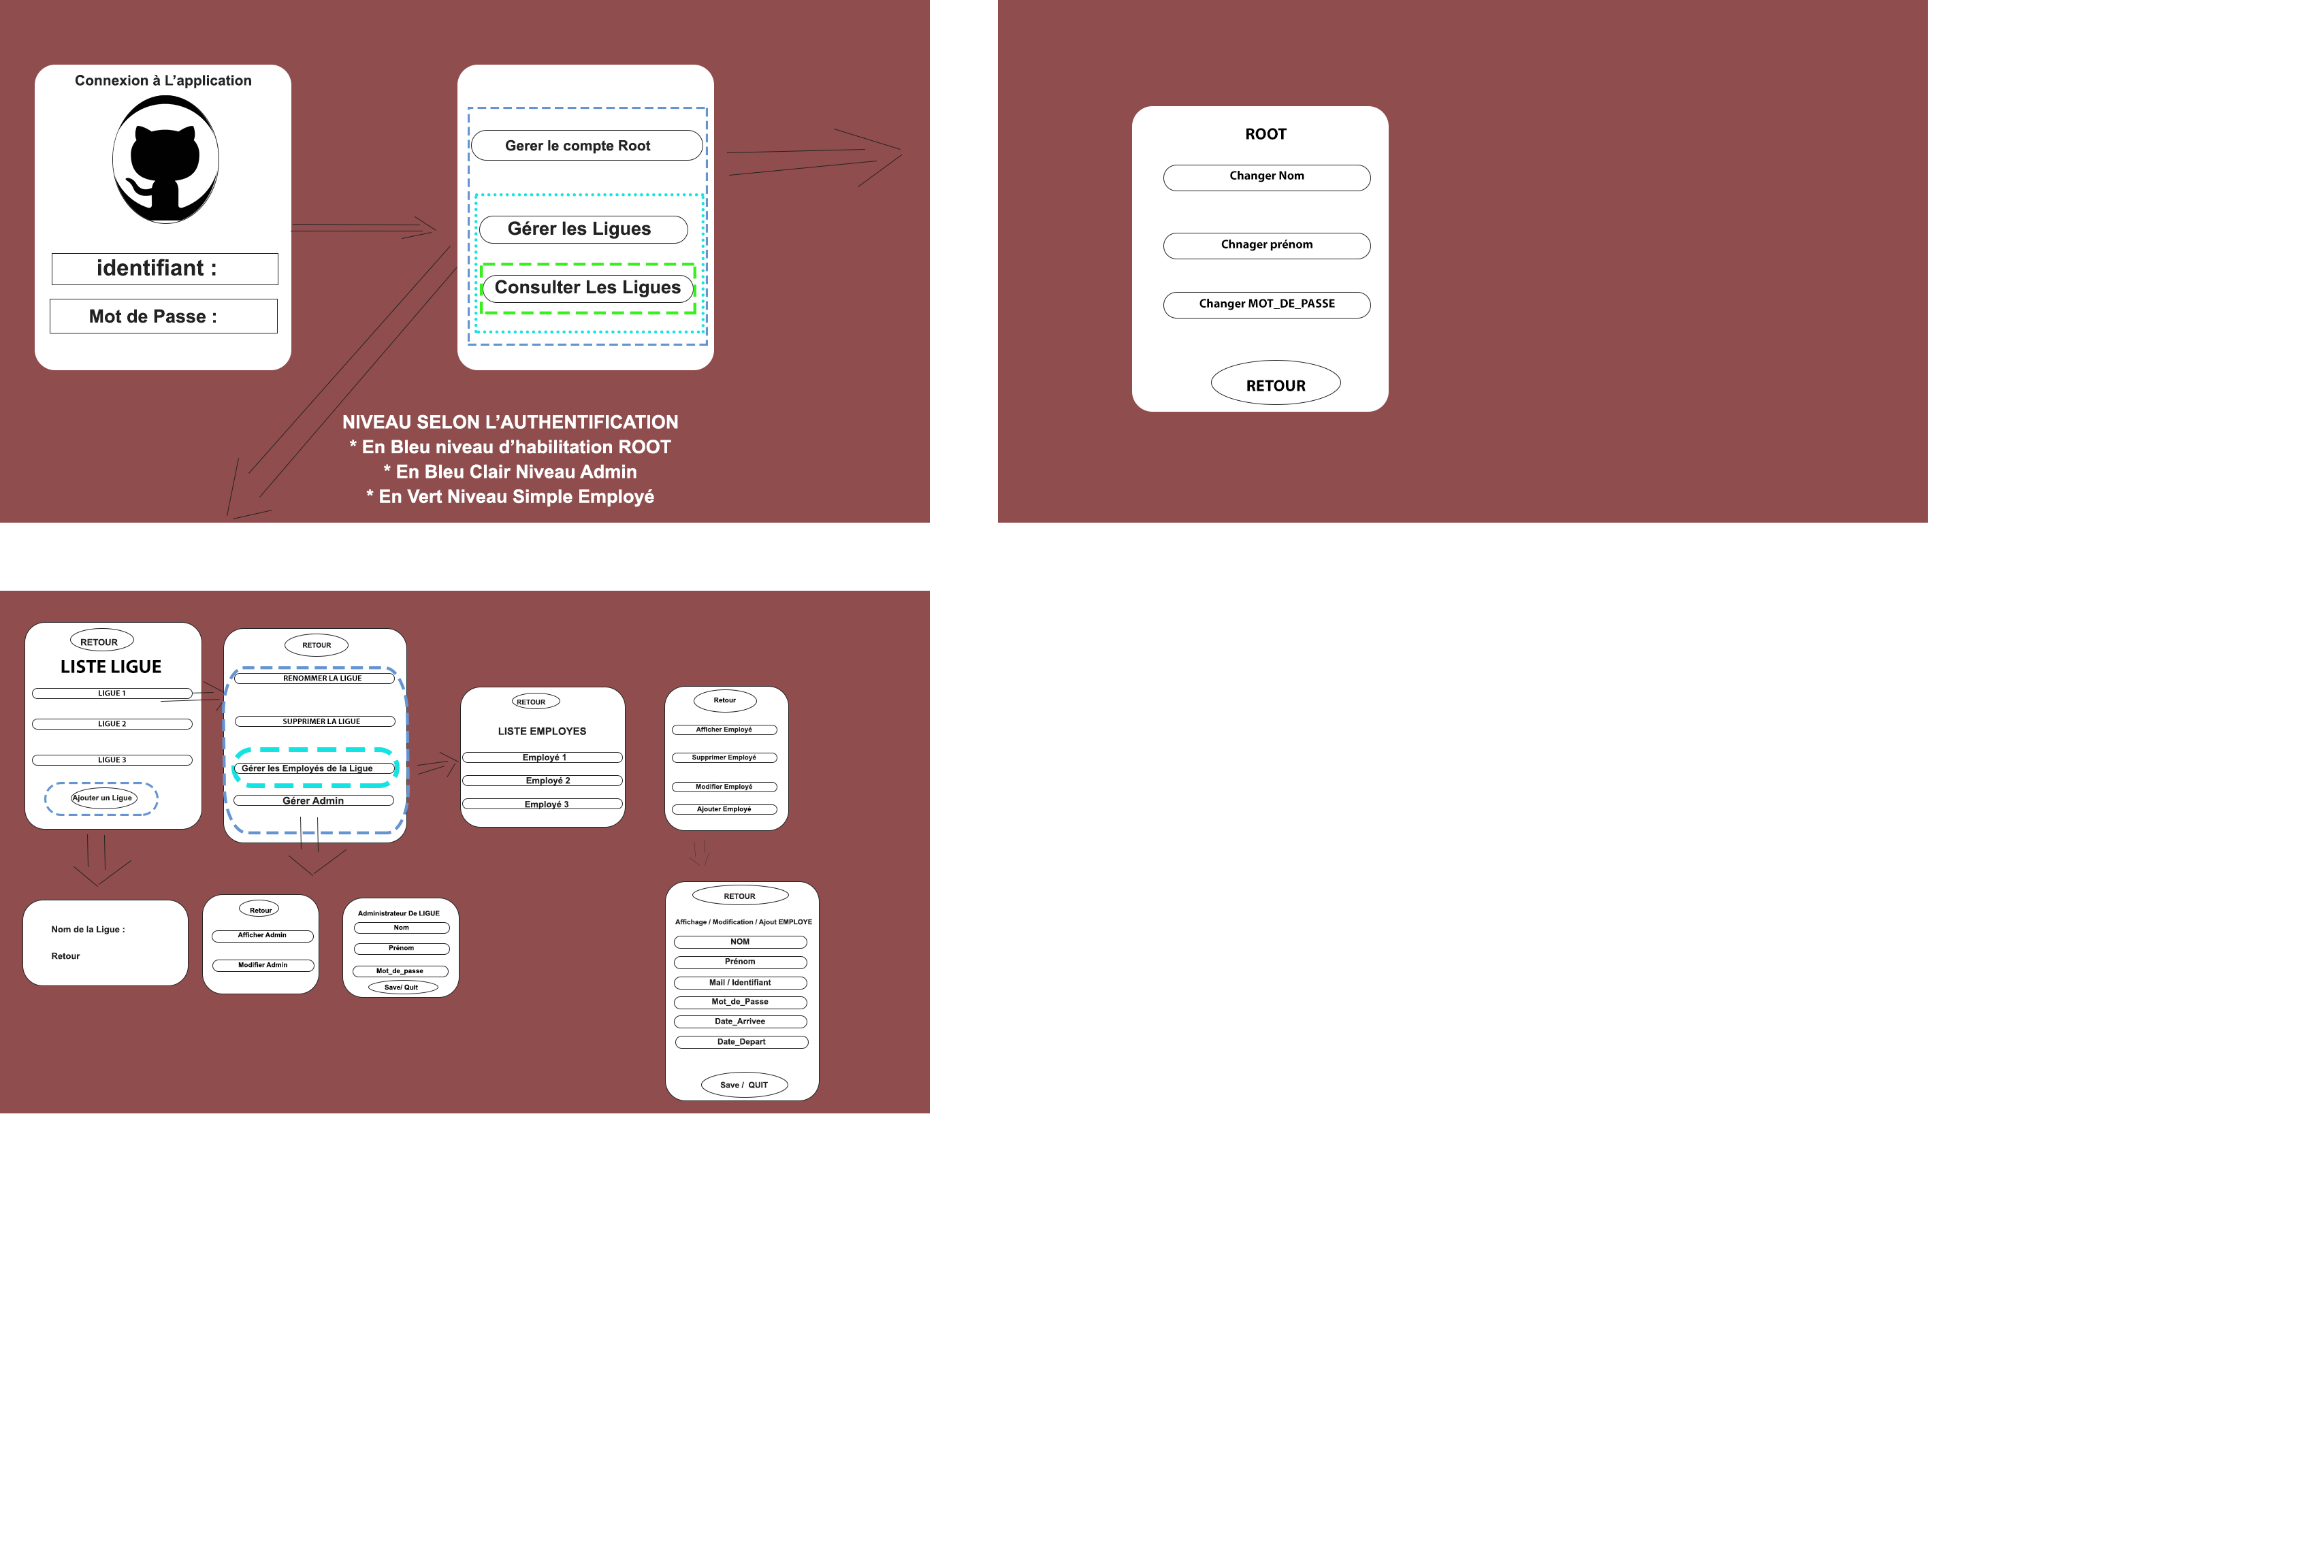 Connexion à L’application
identifiant :
Mot de Passe :
Gerer le compte Root
Gérer les Ligues
Consulter Les Ligues
NIVEAU SELON L’AUTHENTIFICATION
* En Bleu niveau d’habilitation ROOT
* En Bleu Clair Niveau Admin
* En Vert Niveau Simple Employé
ROOT
Changer Nom
Chnager prénom
Changer MOT_DE_PASSE
RETOUR
RETOUR
LISTE LIGUE
LIGUE 1
LIGUE 2
LIGUE 3
Ajouter un Ligue
RETOUR
RENOMMER LA LIGUE
SUPPRIMER LA LIGUE
Gérer les Employés de la Ligue
Gérer Admin
RETOUR
LISTE EMPLOYES
Employé 1
Employé 2
Employé 3
Retour
Afficher Employé
Supprimer Employé
Modifier Employé
Ajouter Employé
Nom de la Ligue :
Retour
Retour
Afficher Admin
Modifier Admin
Administrateur De LIGUE
Nom
Prénom
Mot_de_passe
Save/ Quit
RETOUR
Affichage / Modification / Ajout EMPLOYE
NOM
Prénom
Mail / Identifiant
Mot_de_Passe
Date_Arrivee
Date_Depart
Save / QUIT